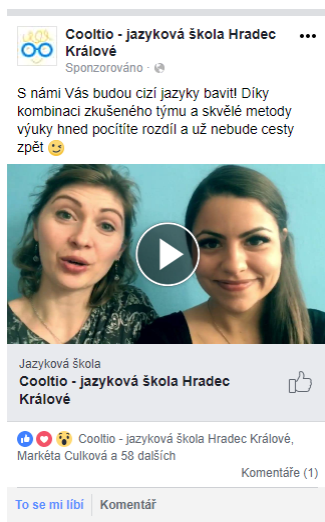 Cooltio - jazyková škola Hradec
Králové
Sponzorováno ·
S námi Vás budou cizí jazyky bavit! Díky
kombinaci zkušeného týmu a skvělé metody
výuky hned pocítíte rozdíl a už nebude cesty
zpět
Jazyková škola
Cooltio - jazyková škola Hradec
Králové
Cooltio - jazyková škola Hradec Králové,
Markéta Culková a 58 dalších
Komentáře (1)
To se mi líbí
Komentář